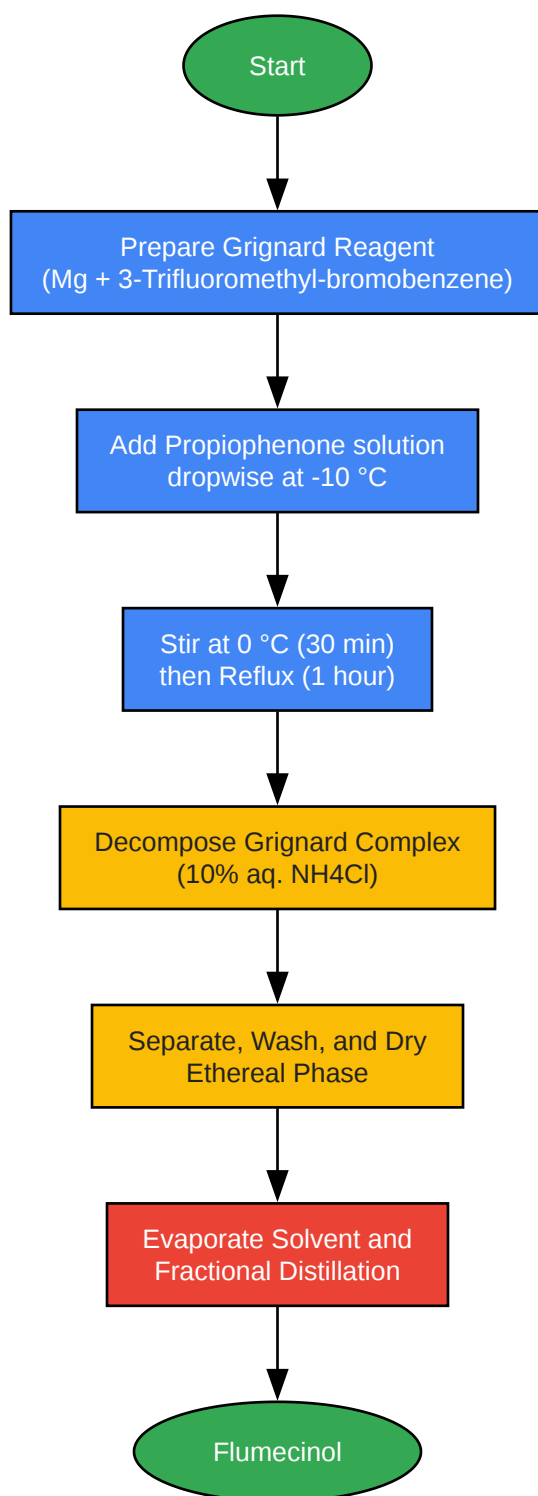 Start
Prepare Grignard Reagent
(Mg + 3-Trifluoromethyl-bromobenzene)
Add Propiophenone solution
dropwise at -10 °C
Stir at 0 °C (30 min)
then Reflux (1 hour)
Decompose Grignard Complex
(10% aq. NH4Cl)
Separate, Wash, and Dry
Ethereal Phase
Evaporate Solvent and
Fractional Distillation
Flumecinol